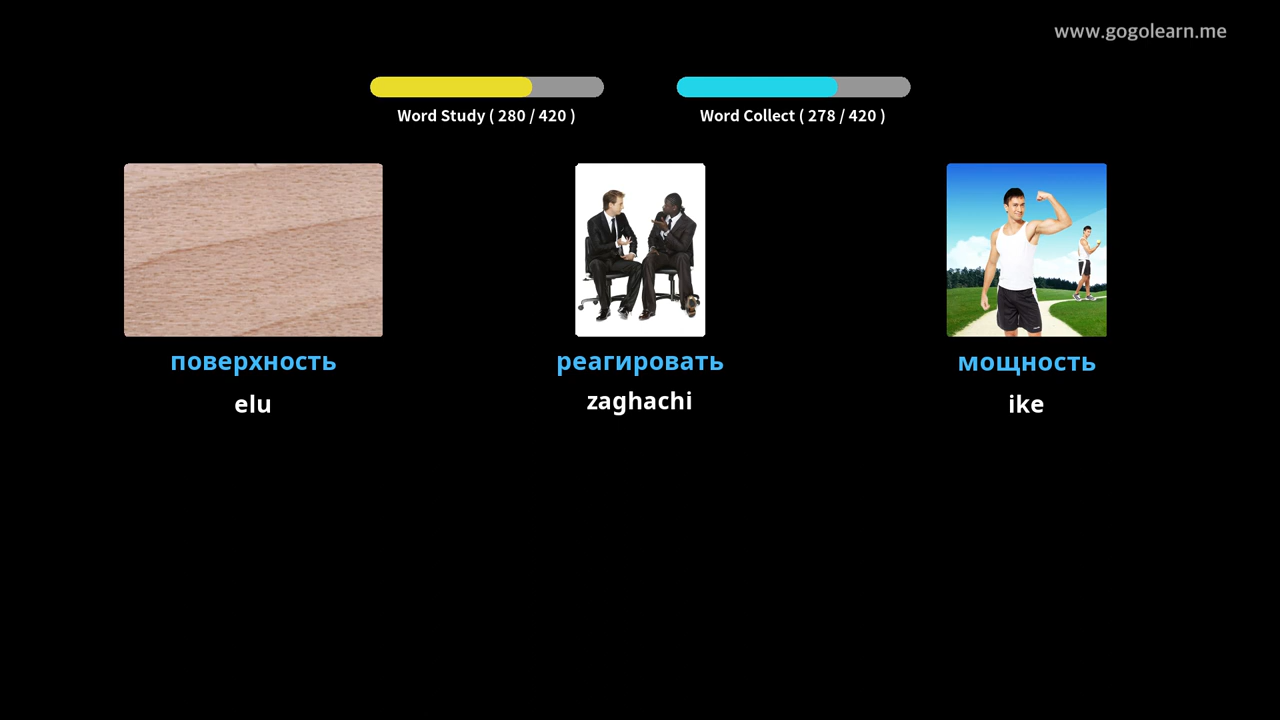 www.gogolearn.me
Word Study ( 280 / 420 )
Word Collect ( 278 / 420 )
поверхность
реагировать
мощность
elu
zaghachi
ike